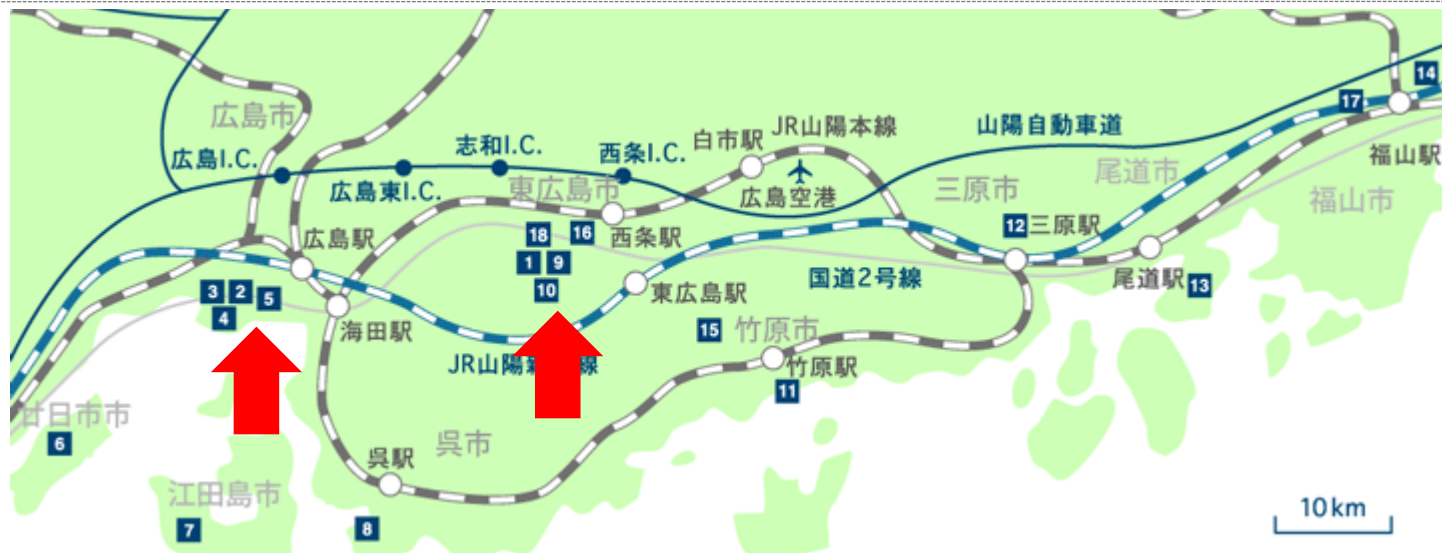 14
17
広島市
山陽自動車道
白市駅
JR山陽本線
志和I.C.
西条I.C.
広島I.C.
福山駅
尾道市
広島東I.C.
東広島市
三原市
広島空港
福山市
12
三原駅
18
16
広島駅
西条駅
1
9
国道2号線
尾道駅
13
3
2
5
10
東広島駅
4
海田駅
15
竹原市
JR山陽新
線
竹原駅
11
廿日市市
6
呉市
呉駅
江田島市
7
8
10km